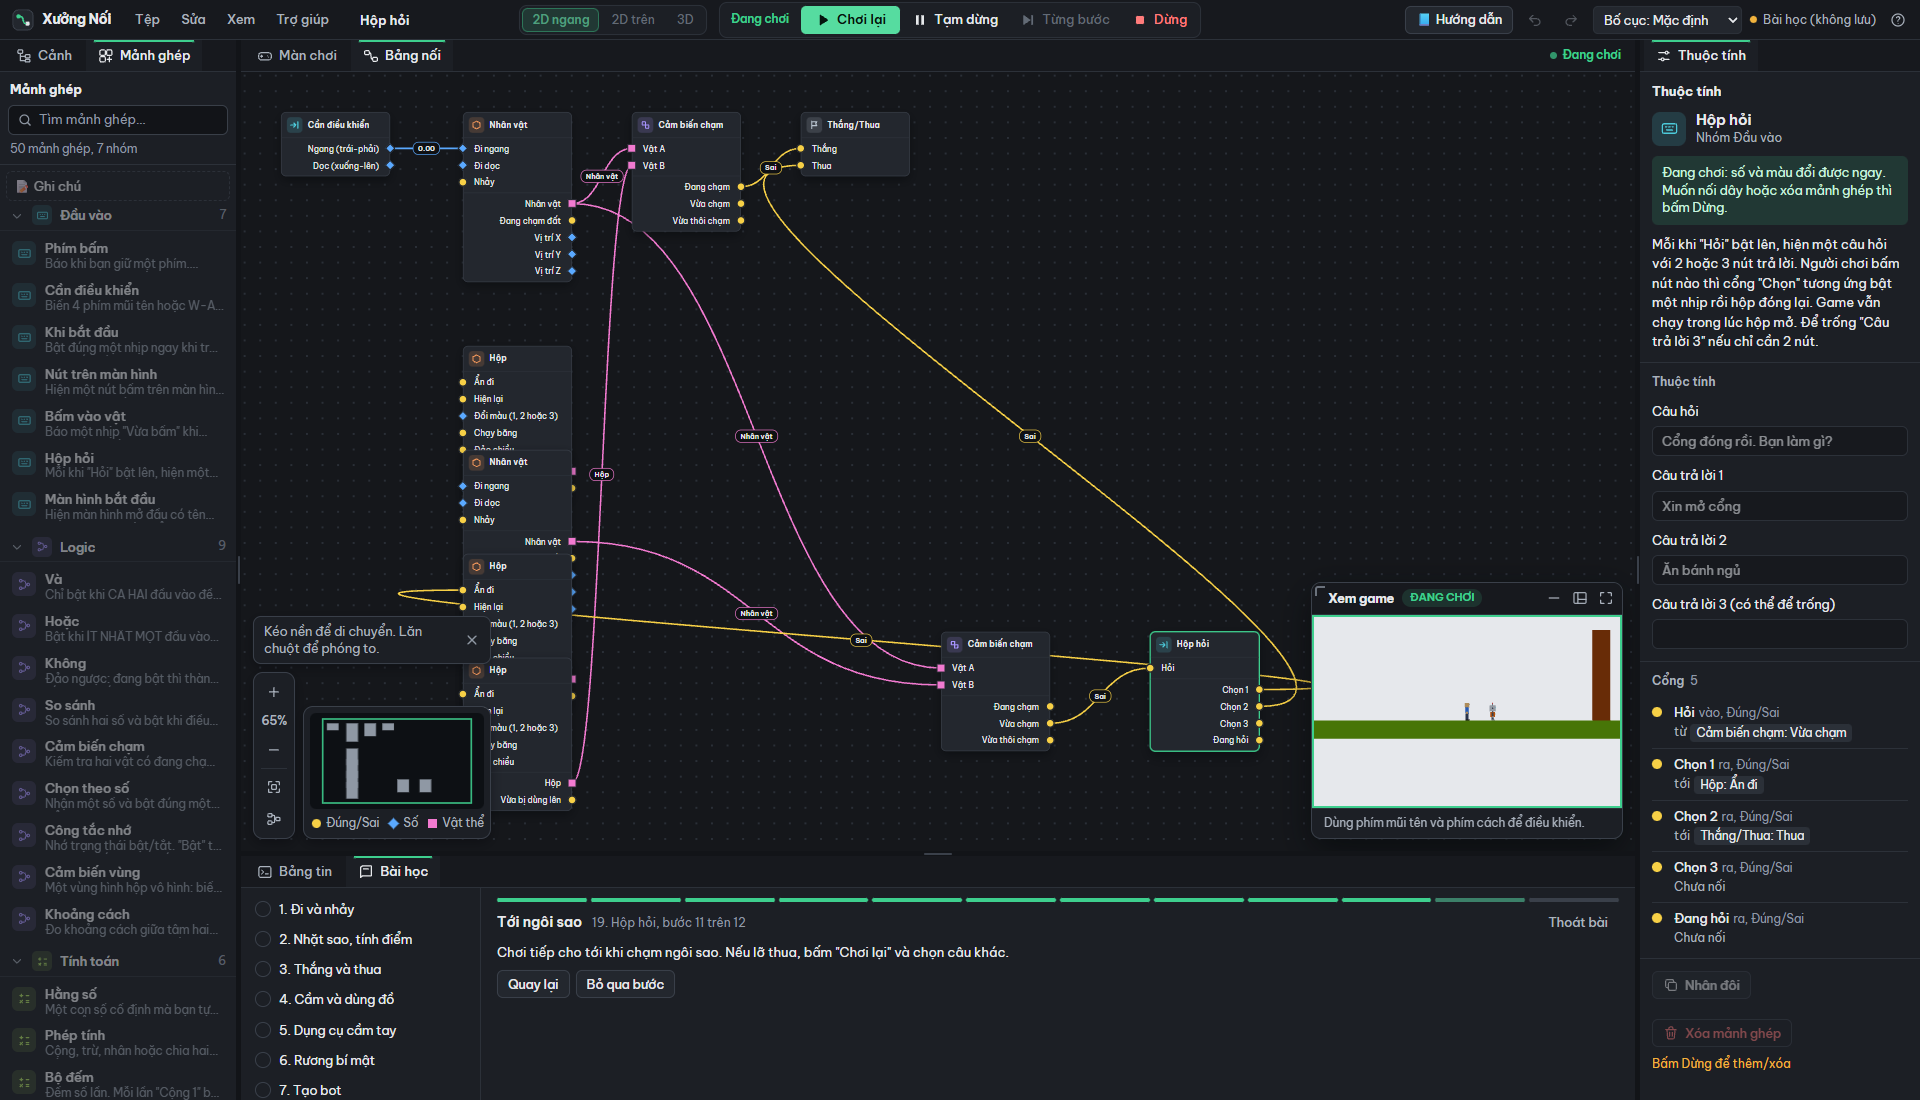 Xưởng Nối
Tệp
Sửa
Xem
Trợ giúp
Hộp hỏi
2D ngang
2D trên
3D
Đang chơi
Chơi lại
Tạm dừng
Từng bước
Dừng
Hướng dẫn
Bố cục: Mặc định
Bài học (không lưu)
Cảnh
Mảnh ghép
Mảnh ghép
Tìm mảnh ghép...
50 mảnh ghép, 7 nhóm
Ghi chú
Đầu vào
7
Phím bấm
Báo khi bạn giữ một phím....
Cần điều khiển
Biến 4 phím mũi tên hoặc W-A...
Khi bắt đầu
Bật đúng một nhịp ngay khi tr...
Nút trên màn hình
Hiện một nút bấm trên màn hìn...
Bấm vào vật
Báo một nhịp "Vừa bấm" khi...
Hộp hỏi
Mỗi khi "Hỏi" bật lên, hiện một...
Màn hình bắt đầu
Hiện màn hình mở đầu có tên...
Logic
9
Và
Chỉ bật khi CẢ HAI đầu vào đề...
Hoặc
Bật khi ÍT NHẤT MỘT đầu vào...
Không
Đảo ngược: đang bật thì thàn...
So sánh
So sánh hai số và bật khi điều...
Cảm biến chạm
Kiểm tra hai vật có đang chạ...
Chọn theo số
Nhận một số và bật đúng một...
Công tắc nhớ
Nhớ trạng thái bật/tắt. "Bật" t...
Cảm biến vùng
Một vùng hình hộp vô hình: biế...
Khoảng cách
Đo khoảng cách giữa tâm hai...
Tính toán
6
Hằng số
Một con số cố định mà bạn tự...
Phép tính
Cộng, trừ, nhân hoặc chia hai...
Bộ đếm
Đếm số lần. Mỗi lần "Cộng 1" b...
Màn chơi
Bảng nối
Đang chơi
Cần điều khiển
Ngang (trái-phải)
Dọc (xuống-lên)
0.00
Nhân vật
Đi ngang
Đi dọc
Nhảy
Nhân vật
Đang chạm đất
Vị trí X
Vị trí Y
Vị trí Z
Nhân vật
Cảm biến chạm
Vật A
Vật B
Đang chạm
Vừa chạm
Vừa thôi chạm
Sai
Thắng/Thua
Thắng
Thua
Hộp
Ẩn đi
Hiện lại
Đổi màu (1, 2 hoặc 3)
Chạy băng
Đảo chiều
Nhân vật
Đi ngang
Đi dọc
Nhảy
Nhân vật
Hộp
Ẩn đi
Hiện lại
màu (1, 2 hoặc 3)
y băng
chiều
Hộp
Ẩn đi
lại
màu (1, 2 hoặc 3)
y băng
chiều
Hộp
Vừa bị dùng lên
Nhân vật
Hộp
Nhân vật
Sai
Sai
Cảm biến chạm
Vật A
Vật B
Đang chạm
Vừa chạm
Vừa thôi chạm
Sai
Hộp hỏi
Hỏi
Chọn 1
Chọn 2
Chọn 3
Đang hỏi
Kéo nền để di chuyển. Lăn
chuột để phóng to.
65%
Đúng/Sai
Số
Vật thể
Xem game
ĐANG CHƠI
Dùng phím mũi tên và phím cách để điều khiển.
Bảng tin
Bài học
1. Đi và nhảy
2. Nhặt sao, tính điểm
3. Thắng và thua
4. Cầm và dùng đồ
5. Dụng cụ cầm tay
6. Rương bí mật
7. Tạo bot
Tới ngôi sao
19. Hộp hỏi, bước 11 trên 12
Thoát bài
Chơi tiếp cho tới khi chạm ngôi sao. Nếu lỡ thua, bấm "Chơi lại" và chọn câu khác.
Quay lại
Bỏ qua bước
Thuộc tính
Thuộc tính
Hộp hỏi
Nhóm Đầu vào
Đang chơi: số và màu đổi được ngay.
Muốn nối dây hoặc xóa mảnh ghép thì
bấm Dừng.
Mỗi khi "Hỏi" bật lên, hiện một câu hỏi
với 2 hoặc 3 nút trả lời. Người chơi bấm
nút nào thì cổng "Chọn" tương ứng bật
một nhịp rồi hộp đóng lại. Game vẫn
chạy trong lúc hộp mở. Để trống "Câu
trả lời 3" nếu chỉ cần 2 nút.
Thuộc tính
Câu hỏi
Cổng đóng rồi. Bạn làm gì?
Câu trả lời 1
Xin mở cổng
Câu trả lời 2
Ăn bánh ngủ
Câu trả lời 3 (có thể để trống)
Cổng 5
Hỏi vào, Đúng/Sai
từ Cảm biến chạm: Vừa chạm
Chọn 1 ra, Đúng/Sai
tới Hộp: Ẩn đi
Chọn 2 ra, Đúng/Sai
tới Thắng/Thua: Thua
Chọn 3 ra, Đúng/Sai
Chưa nối
Đang hỏi ra, Đúng/Sai
Chưa nối
Nhân đôi
Xóa mảnh ghép
Bấm Dừng để thêm/xóa